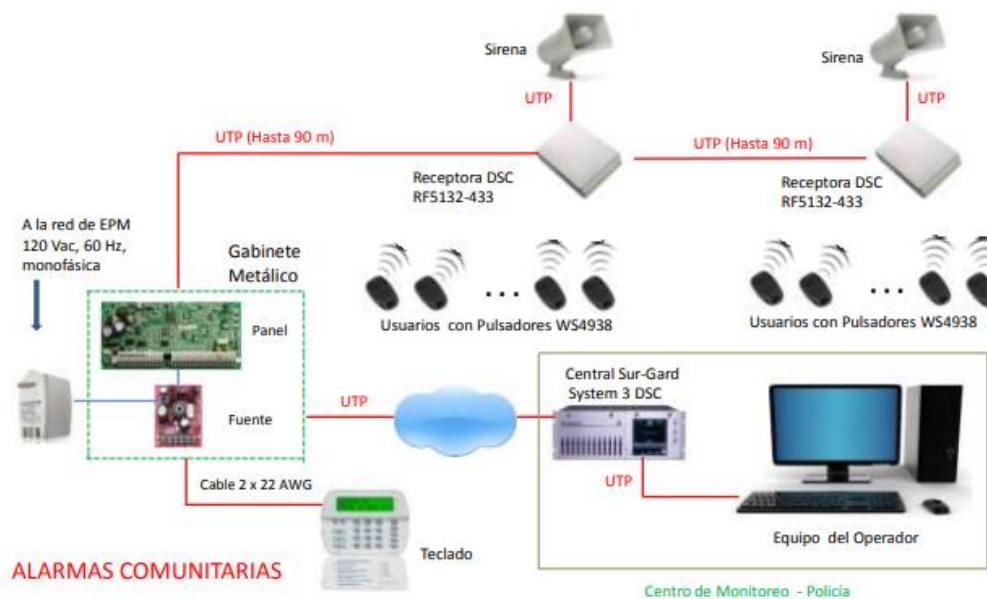 Sirena
Sirena
UTP
UTP
UTP (Hasta 90 m)
UTP (Hasta 90 m)
Receptora DSC
RF5132-433
Receptora DSC
RF5132-433
A la red de EPM
120 Vac, 60 Hz,
monofásica
Gabinete
Metálico
Panel
Usuarios con Pulsadores WS4938
Usuarios con Pulsadores WS4938
Central Sur-Gard
System 3 DSC
Fuente
UTP
UTP
Cable 2 x 22 AWG
Teclado
Equipo del Operador
ALARMAS COMUNITARIAS
Centro de Monitoreo - Policía